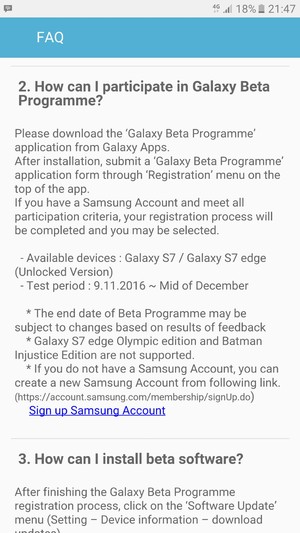 4G 18% 21:47
FAQ
2. How can I participate in Galaxy Beta
Programme?
Please download the ‘Galaxy Beta Programme’
application from Galaxy Apps.
After installation, submit a ‘Galaxy Beta Programme’
application form through ‘Registration’ menu on the
top of the app.
If you have a Samsung Account and meet all
participation criteria, your registration process will
be completed and you may be selected.
- Available devices : Galaxy S7 / Galaxy S7 edge
(Unlocked Version)
- Test period : 9.11.2016 ~ Mid of December
* The end date of Beta Programme may be
subject to changes based on results of feedback
* Galaxy S7 edge Olympic edition and Batman
Injustice Edition are not supported.
* If you do not have a Samsung Account, you can
create a new Samsung Account from following link.
(https://account.samsung.com/membership/signUp.do)
Sign up Samsung Account
3. How can I install beta software?
After finishing the Galaxy Beta Programme
registration process, click on the ‘Software Update’
menu (Setting – Device information – download
updates)